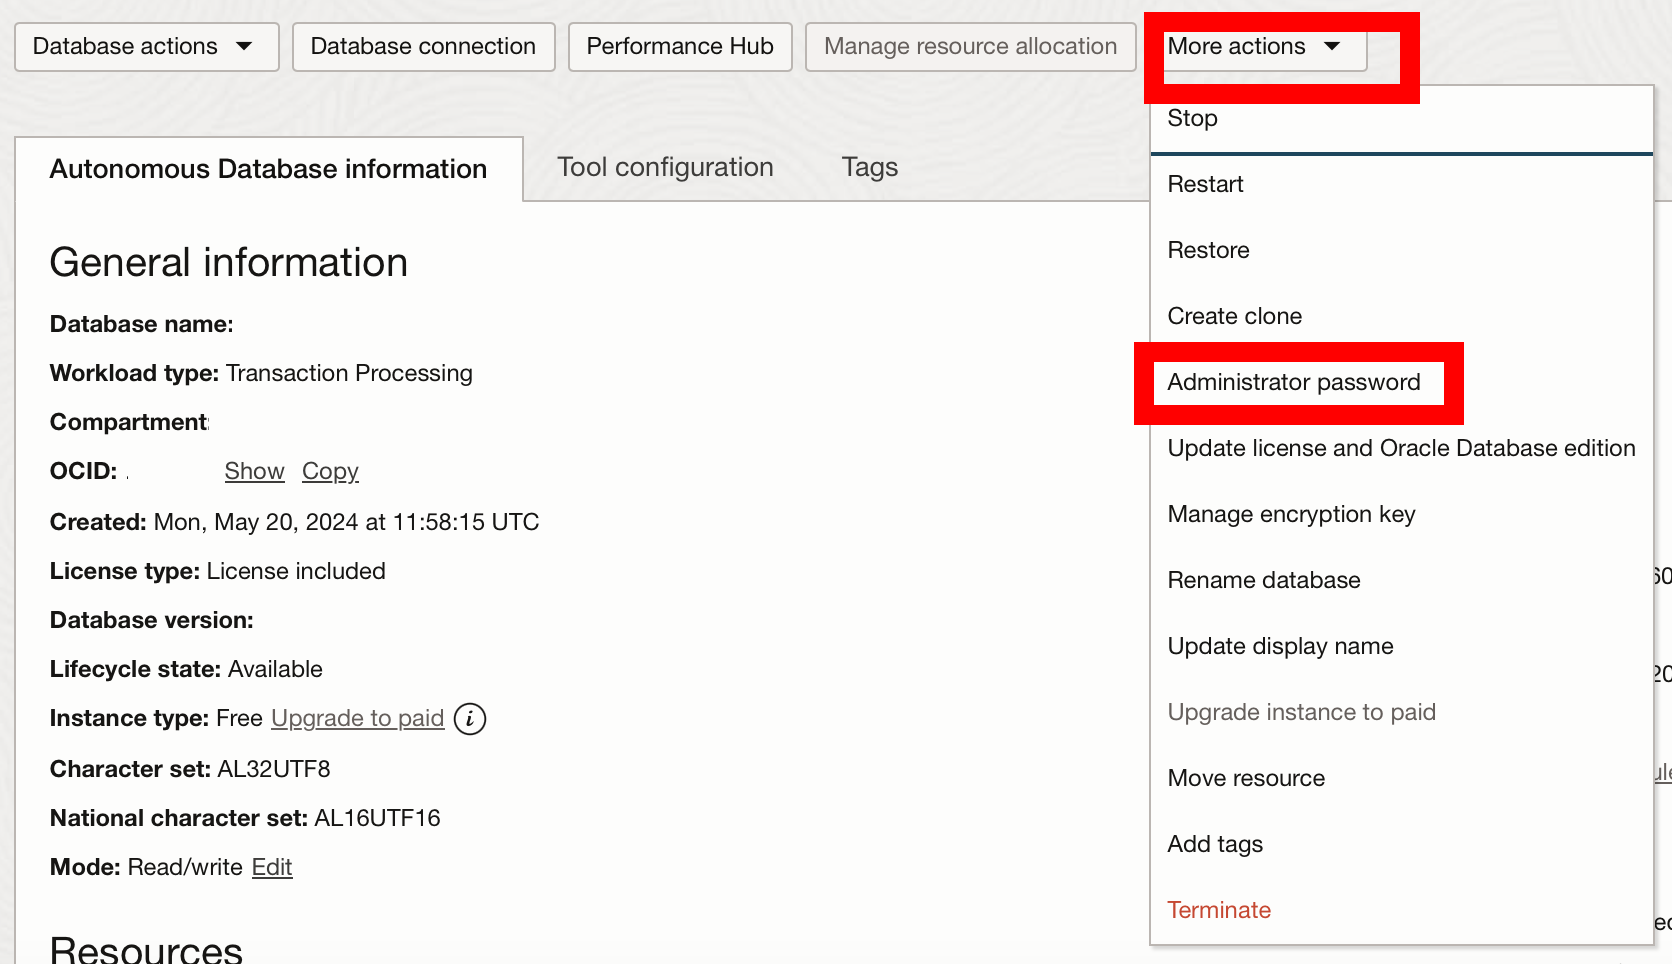 Database actions
Database connection
Performance Hub
Manage resource allocation
More actions
Autonomous Database information
Tool configuration
Tags
General information
Database name:
Workload type: Transaction Processing
Compartment:
OCID: . Show Copy
Created: Mon, May 20, 2024 at 11:58:15 UTC
License type: License included
Database version:
Lifecycle state: Available
Instance type: Free Upgrade to paid i
Character set: AL32UTF8
National character set: AL16UTF16
Mode: Read/write Edit
Resources
Stop
Restart
Restore
Create clone
Administrator password
Update license and Oracle Database edition
Manage encryption key
Rename database
Update display name
Upgrade instance to paid
Move resource
Add tags
Terminate